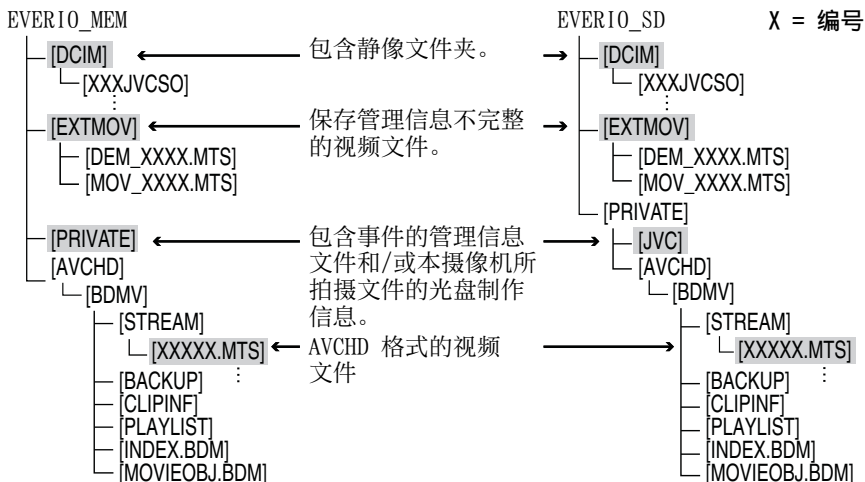 EVERIO_MEM
[DCIM]
[XXXJVCSO]
[EXTMOV]
[DEM_XXXX.MTS]
[MOV_XXXX.MTS]
[PRIVATE]
[AVCHD]
[BDMV]
[STREAM]
[XXXXX.MTS]
[BACKUP]
[CLIPINF]
[PLAYLIST]
[INDEX.BDM]
[MOVIEOBJ.BDM]
包含静像文件夹。
保存管理信息不完整
的视频文件。
包含事件的管理信息
文件和/或本摄像机所
拍摄文件的光盘制作
信息。
AVCHD 格式的视频
文件
EVERIO_SD
X = 编号
[DCIM]
[XXXJVCSO]
[EXTMOV]
[DEM_XXXX.MTS]
[MOV_XXXX.MTS]
[PRIVATE]
[JVC]
[AVCHD]
[BDMV]
[STREAM]
[XXXXX.MTS]
[BACKUP]
[CLIPINF]
[PLAYLIST]
[INDEX.BDM]
[MOVIEOBJ.BDM]